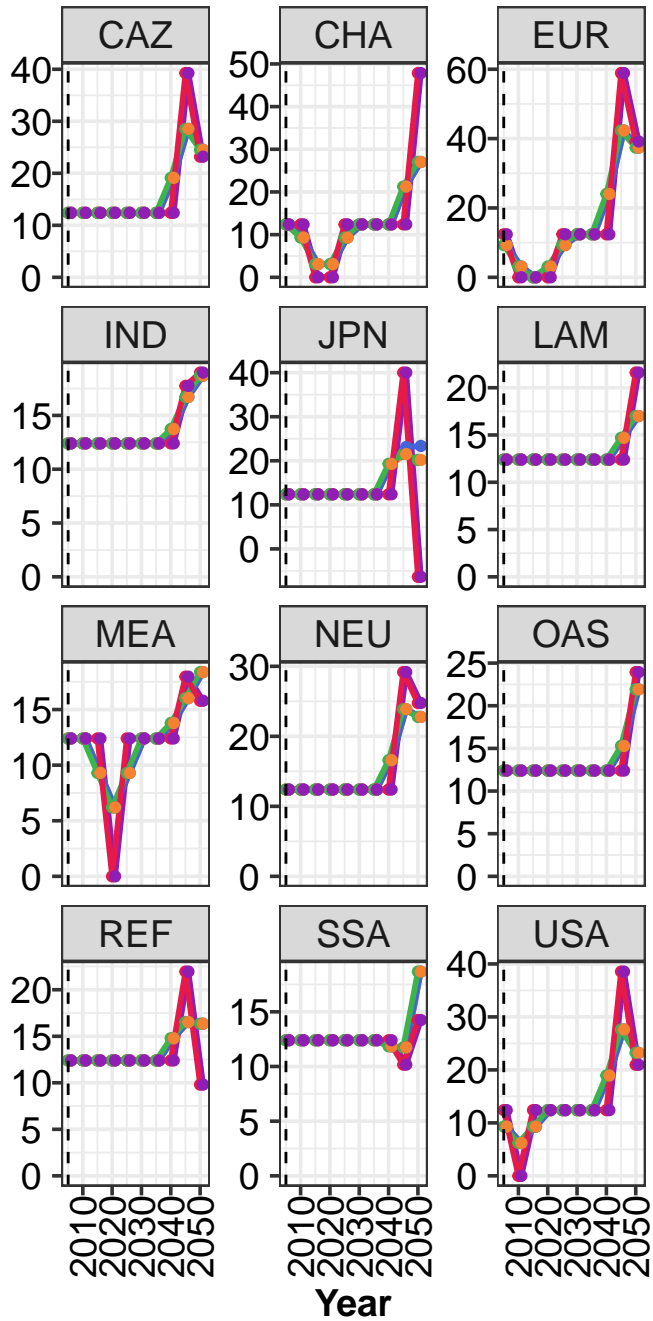 CAZ CHA EUR
40 50 60
30 40 40
20 30 20
10 20 0
0 10
0
IND JPN LAM
15 40 20
10 30 15
5 20 10
0 10 5
0 0
MEA NEU OAS
15 30 25
10 20 20
5 10 15
0 0 10
5
0
REF SSA USA
20 15 40
15 10 30
10 5 20
5 0 10
0 0
2010 2020 2030 2040 2050 2010 2020 2030 2040 2050 2010 2020 2030 2040 2050
Year